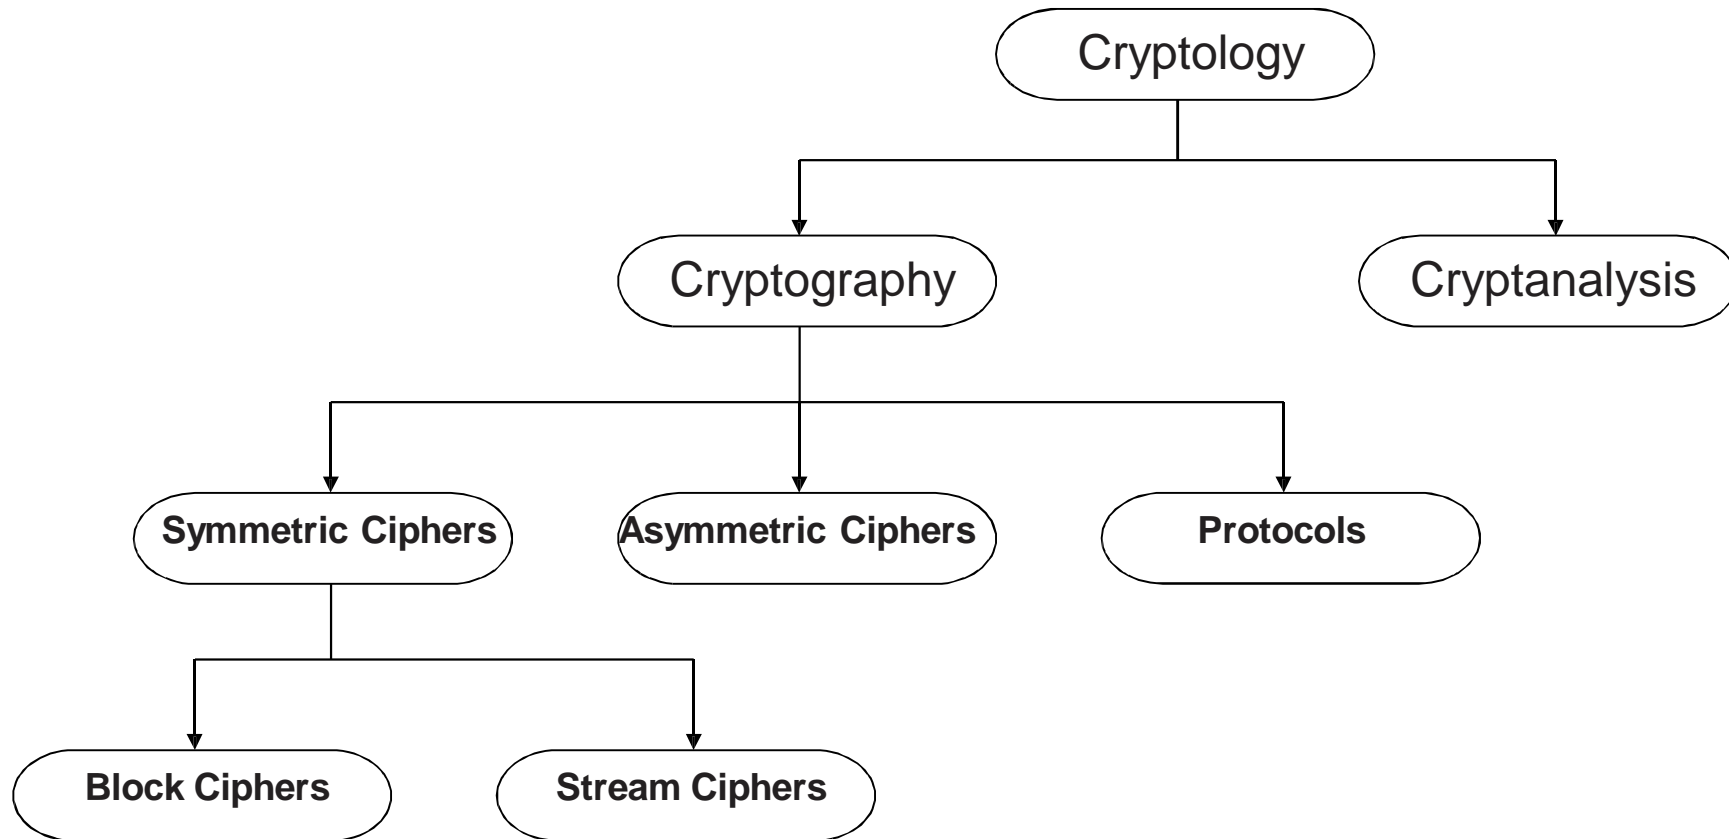 Cryptology
Cryptography
Cryptanalysis
Symmetric Ciphers
Asymmetric Ciphers
Protocols
Block Ciphers
Stream Ciphers